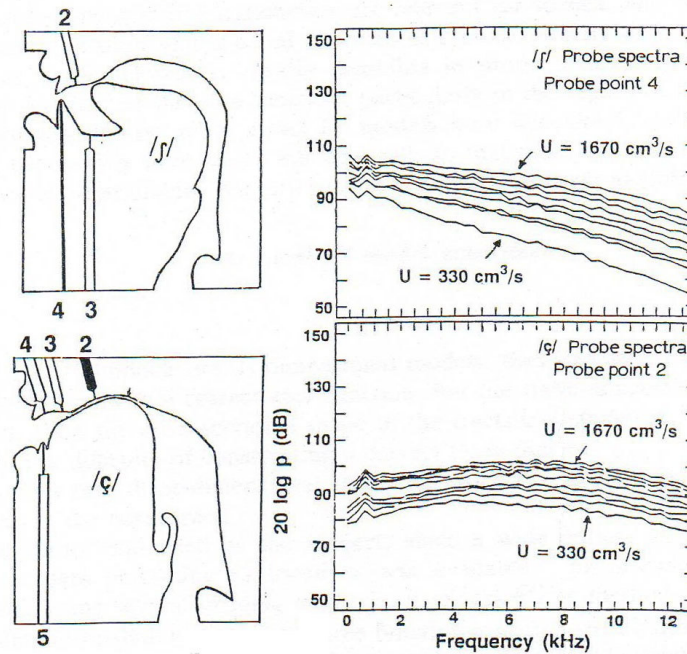 2
/ʃ/
4 3
150
130
110
90
70
50
/ʃ/ Probe spectra
Probe point 4
U = 1670 cm³/s
U = 330 cm³/s
4 3 2
/ç/
5
20 log p (dB)
150
130
110
90
70
50
/ç/ Probe spectra
Probe point 2
U = 1670 cm³/s
U = 330 cm³/s
0 2 4 6 8 10 12
Frequency (kHz)